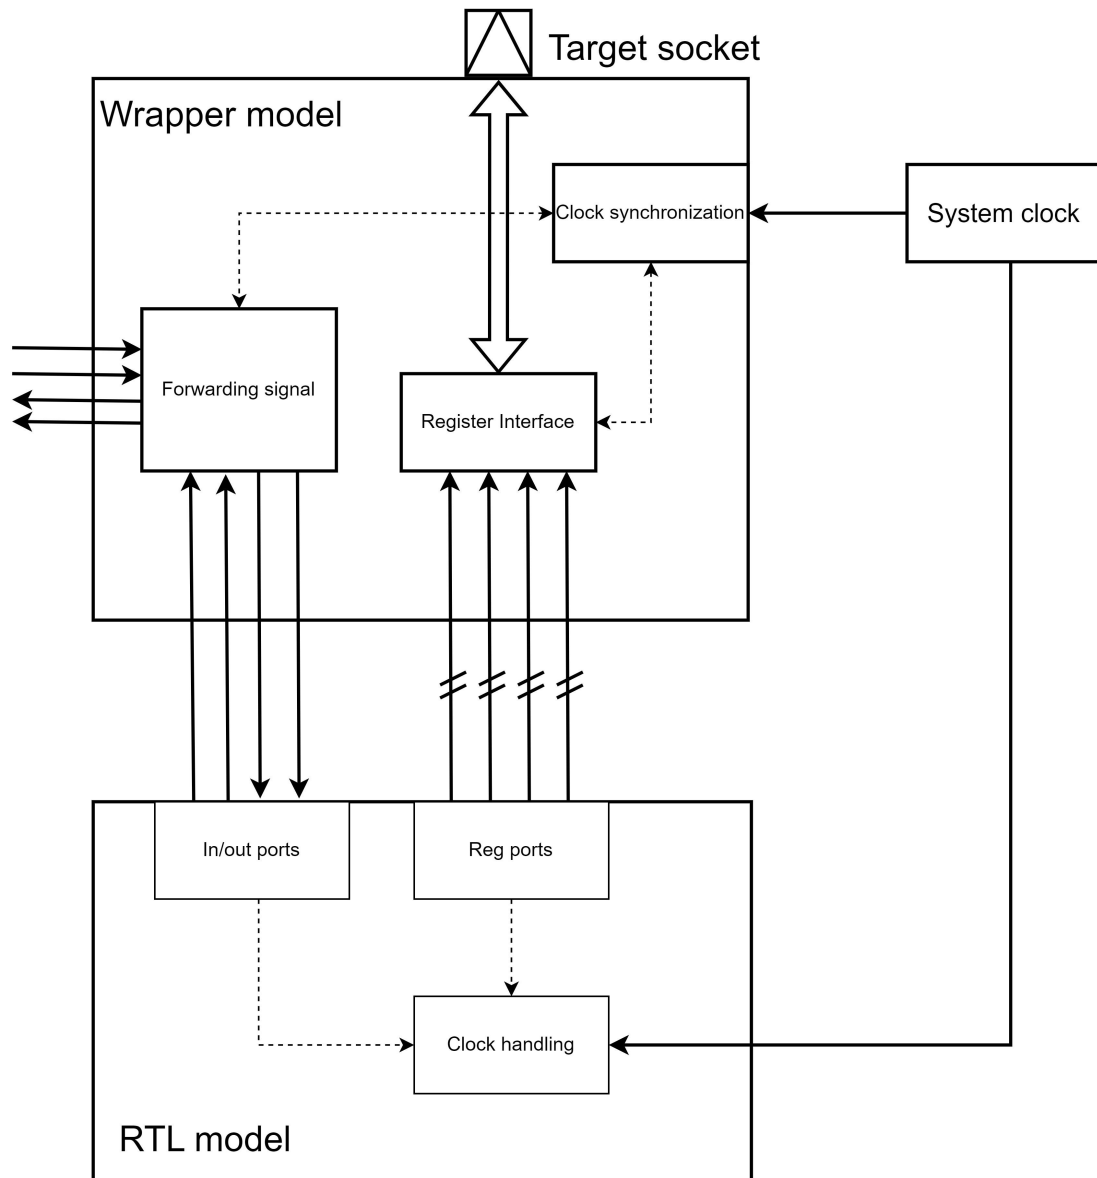 Target socket
Wrapper model
Clock synchronization
System clock
Forwarding signal
Register Interface
In/out ports
Reg ports
Clock handling
RTL model